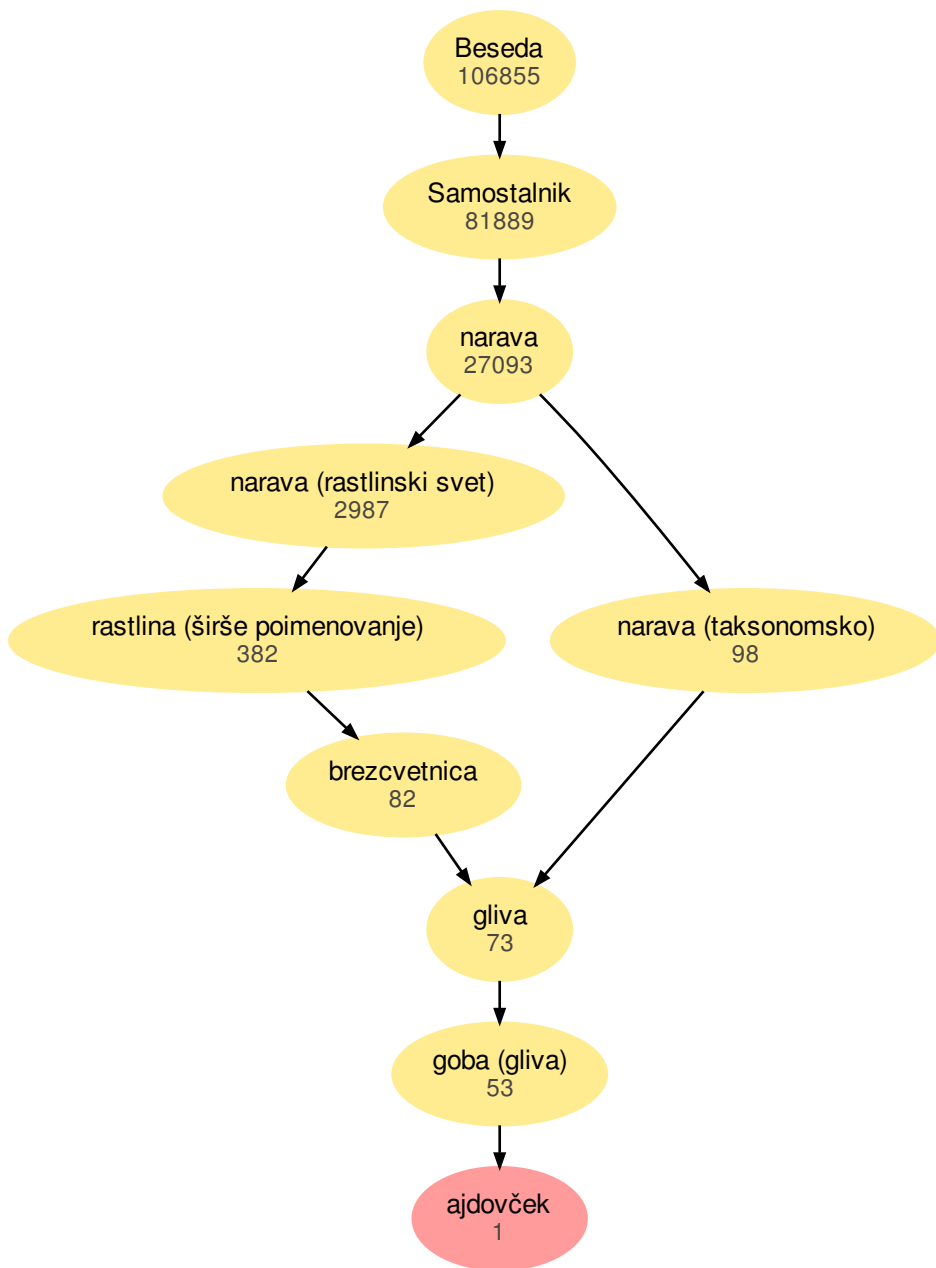 Beseda
106855
Samostalnik
81889
narava
27093
narava (rastlinski svet)
2987
rastlina (širše poimenovanje)
382
narava (taksonomsko)
98
brezcvetnica
82
gliva
73
goba (gliva)
53
ajdovček
1